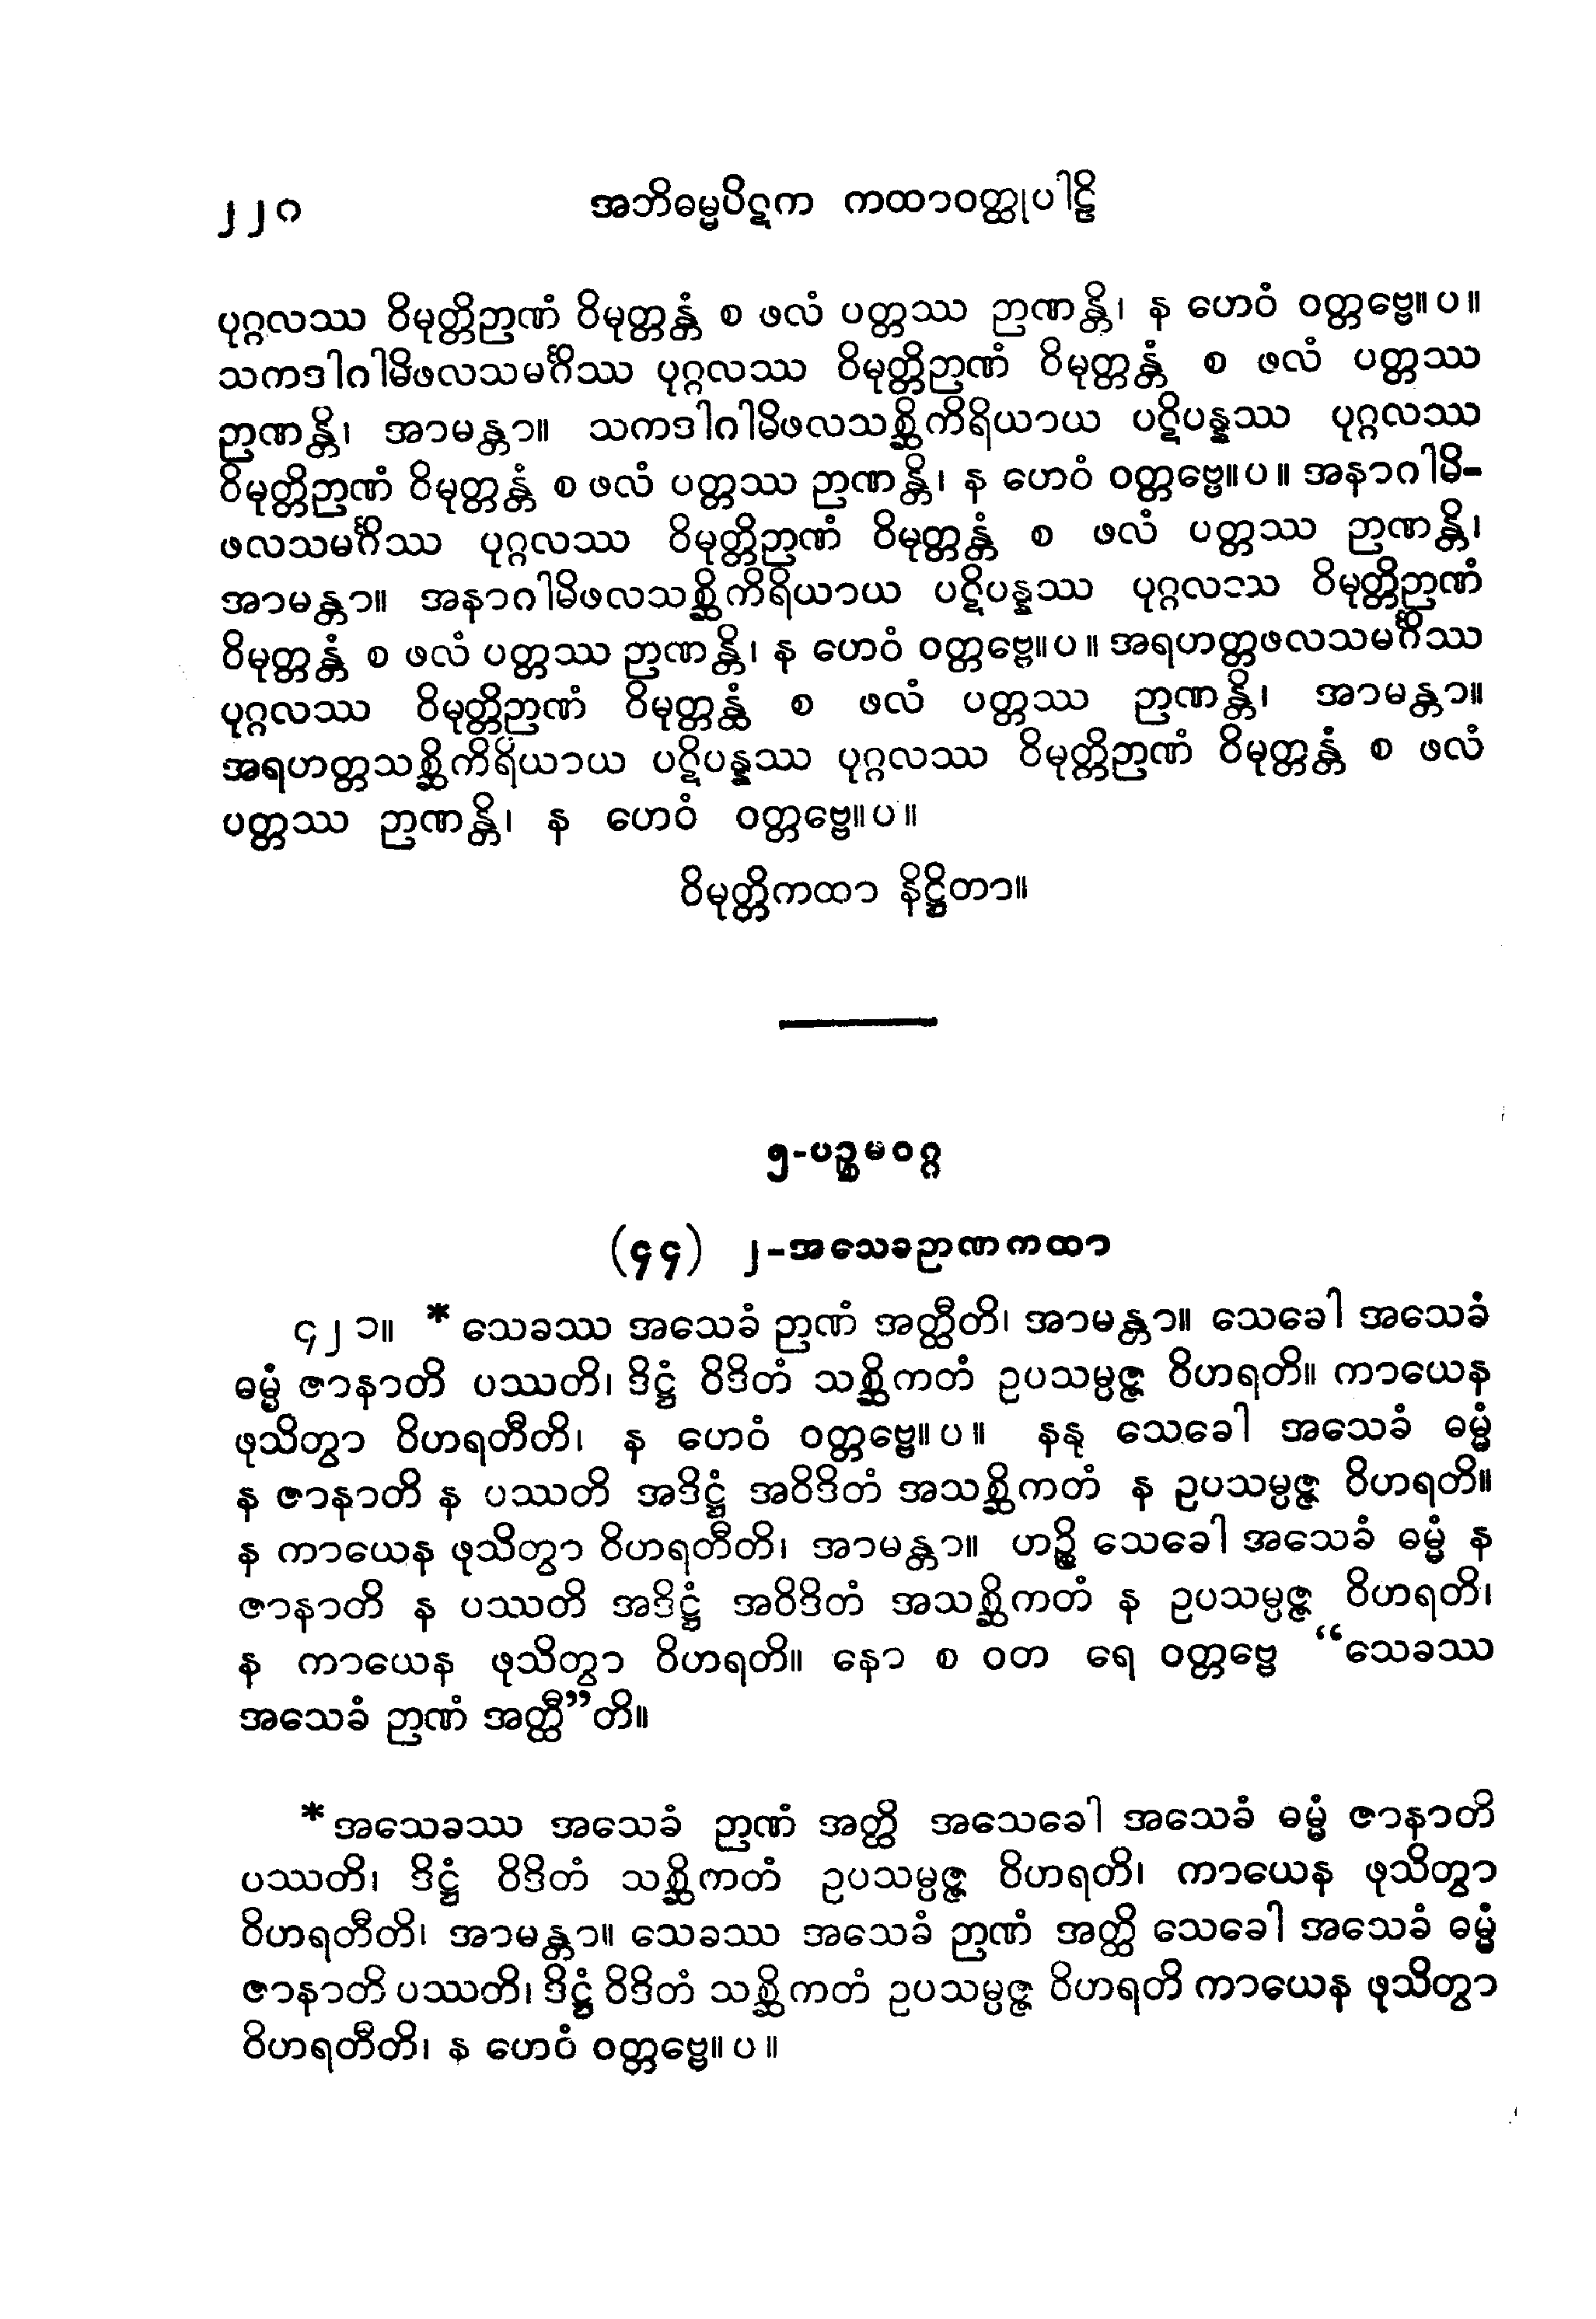 ၂၂၀ အဘိဓမ္မပိဋက ကထာဝတ္ထုပါဠိ
ပုဂ္ဂလဿ ဝိမုတ္တိဉာဏံ ဝိမုတ္တန္တံ စ ဖလံ ပတ္တဿ ဉာဏန္တိ၊ န ဟေဝံ ဝတ္တဗ္ဗေ။ပ။
သကဒါဂါမိဖလသမင်္ဂိဿ ပုဂ္ဂလဿ ဝိမုတ္တိဉာဏံ ဝိမုတ္တန္တံ စ ဖလံ ပတ္တဿ
ဉာဏန္တိ၊ အာမန္တာ။ သကဒါဂါမိဖလသစ္ဆိကိရိယာယ ပဋိပန္နဿ ပုဂ္ဂလဿ
ဝိမုတ္တိဉာဏံ ဝိမုတ္တန္တံ စ ဖလံ ပတ္တဿ ဉာဏန္တိ၊ န ဟေဝံ ဝတ္တဗ္ဗေ။ပ။ အနာဂါမိ-
ဖလသမင်္ဂိဿ ပုဂ္ဂလဿ ဝိမုတ္တိဉာဏံ ဝိမုတ္တန္တံ စ ဖလံ ပတ္တဿ ဉာဏန္တိ၊
အာမန္တာ။ အနာဂါမိဖလသစ္ဆိကိရိယာယ ပဋိပန္နဿ ပုဂ္ဂလဿ ဝိမုတ္တိဉာဏံ
ဝိမုတ္တန္တံ စ ဖလံ ပတ္တဿ ဉာဏန္တိ၊ န ဟေဝံ ဝတ္တဗ္ဗေ။ပ။ အရဟတ္တဖလသမင်္ဂိဿ
ပုဂ္ဂလဿ ဝိမုတ္တိဉာဏံ ဝိမုတ္တန္တံ စ ဖလံ ပတ္တဿ ဉာဏန္တိ၊ အာမန္တာ။
အရဟတ္တသစ္ဆိကိရိယာယ ပဋိပန္နဿ ပုဂ္ဂလဿ ဝိမုတ္တိဉာဏံ ဝိမုတ္တန္တံ စ ဖလံ
ပတ္တဿ ဉာဏန္တိ၊ န ဟေဝံ ဝတ္တဗ္ဗေ။ပ။
ဝိမုတ္တိကထာ နိဋ္ဌိတာ။
၅-ပဉ္စမဝဂ္ဂ
(၄၄) ၂-အသေခဉာဏကထာ
၄၂၁။ * သေခဿ အသေခံ ဉာဏံ အတ္ထီတိ၊ အာမန္တာ။ သေခေါ အသေခံ
ဓမ္မံ ဇာနာတိ ပဿတိ၊ ဒိဋ္ဌံ ဝိဒိတံ သစ္ဆိကတံ ဥပသမ္ပဇ္ဇ ဝိဟရတိ။ ကာယေန
ဖုသိတွာ ဝိဟရတီတိ၊ န ဟေဝံ ဝတ္တဗ္ဗေ။ပ။ နနု သေခေါ အသေခံ ဓမ္မံ
န ဇာနာတိ န ပဿတိ အဒိဋ္ဌံ အဝိဒိတံ အသစ္ဆိကတံ န ဥပသမ္ပဇ္ဇ ဝိဟရတိ။
န ကာယေန ဖုသိတွာ ဝိဟရတီတိ၊ အာမန္တာ။ ဟဉ္စိ သေခေါ အသေခံ ဓမ္မံ န
ဇာနာတိ န ပဿတိ အဒိဋ္ဌံ အဝိဒိတံ အသစ္ဆိကတံ န ဥပသမ္ပဇ္ဇ ဝိဟရတိ၊
န ကာယေန ဖုသိတွာ ဝိဟရတိ။ နော စ ဝတ ရေ ဝတ္တဗ္ဗေ “သေခဿ
အသေခံ ဉာဏံ အတ္ထီ”တိ။
* အသေခဿ အသေခံ ဉာဏံ အတ္ထိ အသေခေါ အသေခံ ဓမ္မံ ဇာနာတိ
ပဿတိ၊ ဒိဋ္ဌံ ဝိဒိတံ သစ္ဆိကတံ ဥပသမ္ပဇ္ဇ ဝိဟရတိ၊ ကာယေန ဖုသိတွာ
ဝိဟရတီတိ၊ အာမန္တာ။ သေခဿ အသေခံ ဉာဏံ အတ္ထိ သေခေါ အသေခံ ဓမ္မံ
ဇာနာတိ ပဿတိ၊ ဒိဋ္ဌံ ဝိဒိတံ သစ္ဆိကတံ ဥပသမ္ပဇ္ဇ ဝိဟရတိ ကာယေန ဖုသိတွာ
ဝိဟရတီတိ၊ န ဟေဝံ ဝတ္တဗ္ဗေ။ပ။